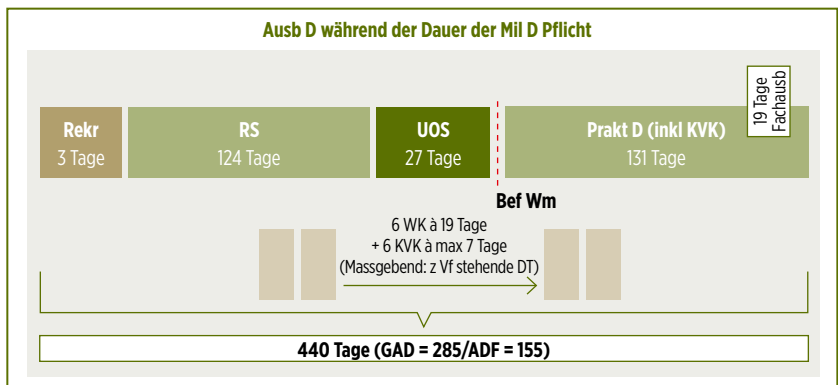 Ausb D während der Dauer der Mil D Pflicht
19 Tage
Fachausb
Rekr
3 Tage
RS
124 Tage
UOS
27 Tage
Prakt D (inkl KVK)
131 Tage
Bef Wm
6 WK à 19 Tage
+ 6 KVK à max 7 Tage
(Massgebend: z Vf stehende DT)
440 Tage (GAD = 285/ADF = 155)